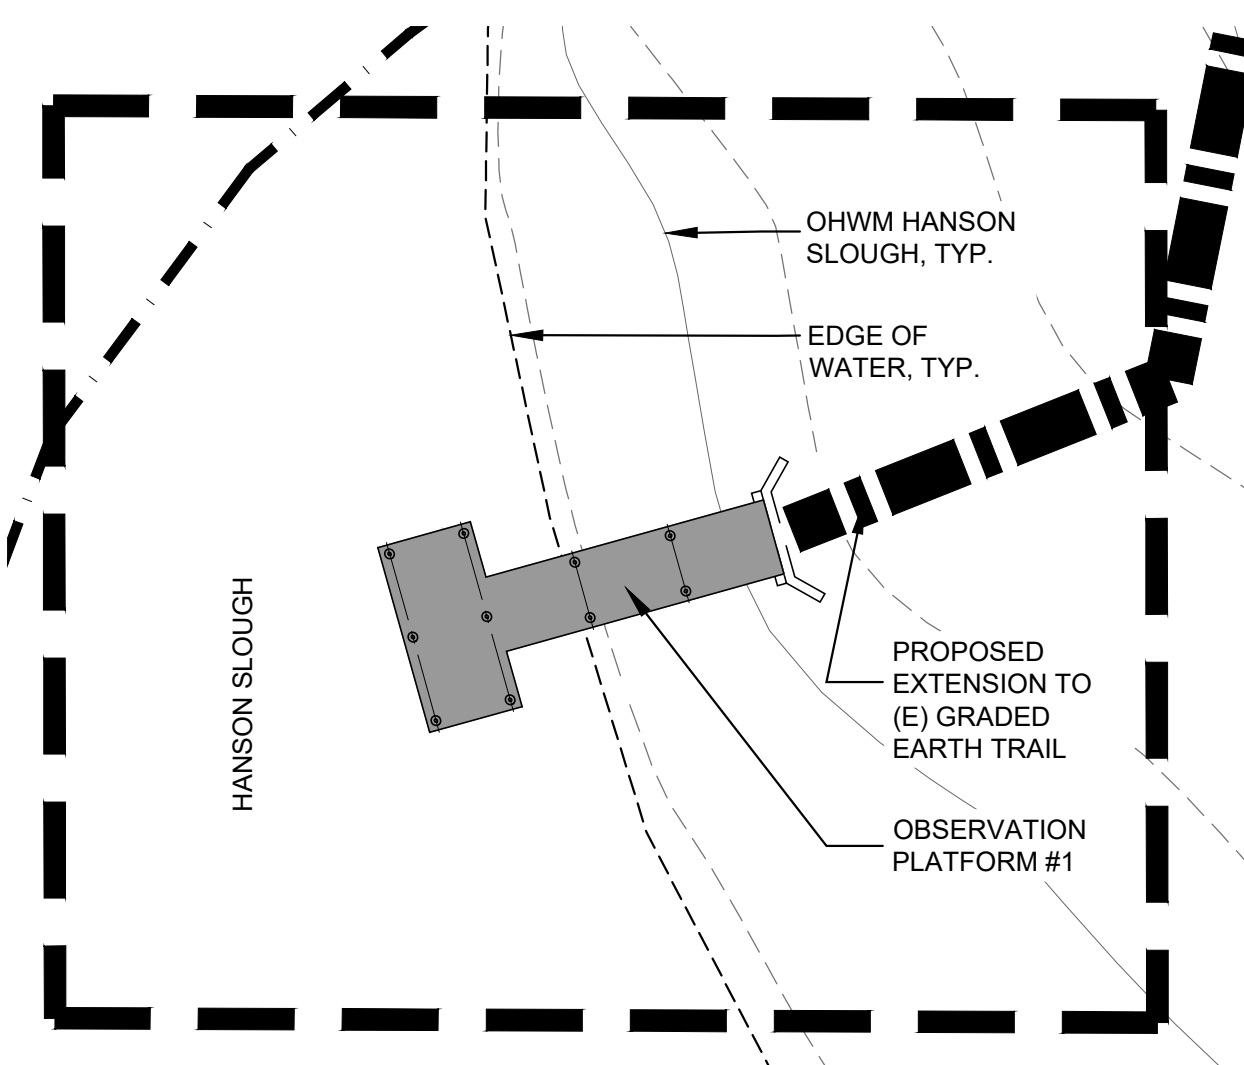 OHWM HANSON
SLOUGH, TYP.
EDGE OF
WATER, TYP.
HANSON SLOUGH
PROPOSED
EXTENSION TO
(E) GRADED
EARTH TRAIL
OBSERVATION
PLATFORM #1